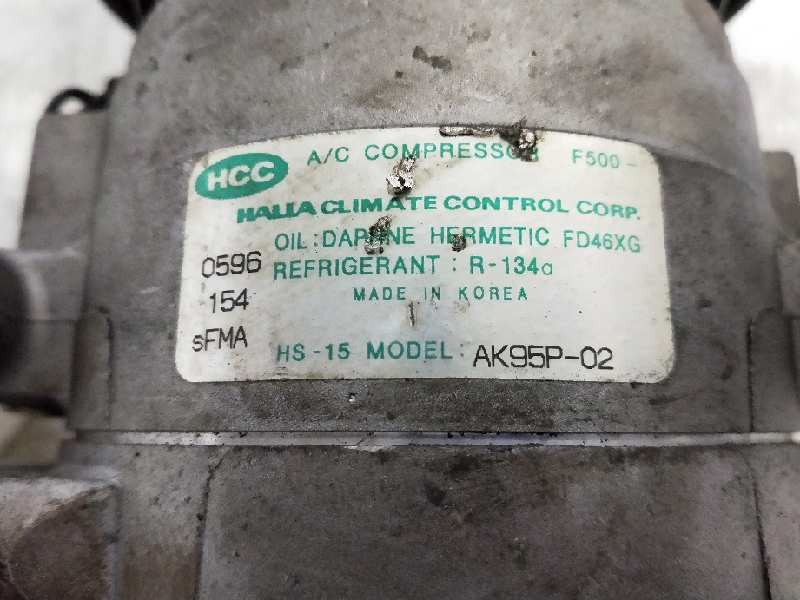 HCC A/C COMPRESSOR F500-
HALLA CLIMATE CONTROL CORP.
OIL: DAPHNE HERMETIC FD46XG
0596 REFRIGERANT: R-134a
154 MADE IN KOREA
sFMA HS-15 MODEL: AK95P-02